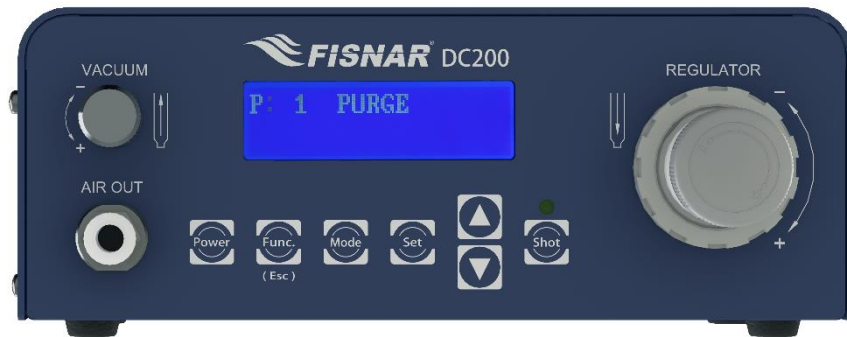 FISNAR® DC200
VACUUM
REGULATOR
P: 1 PURGE
- 
+
-
+
AIR OUT
Power
Func.
Mode
Set
Shot
(Esc)